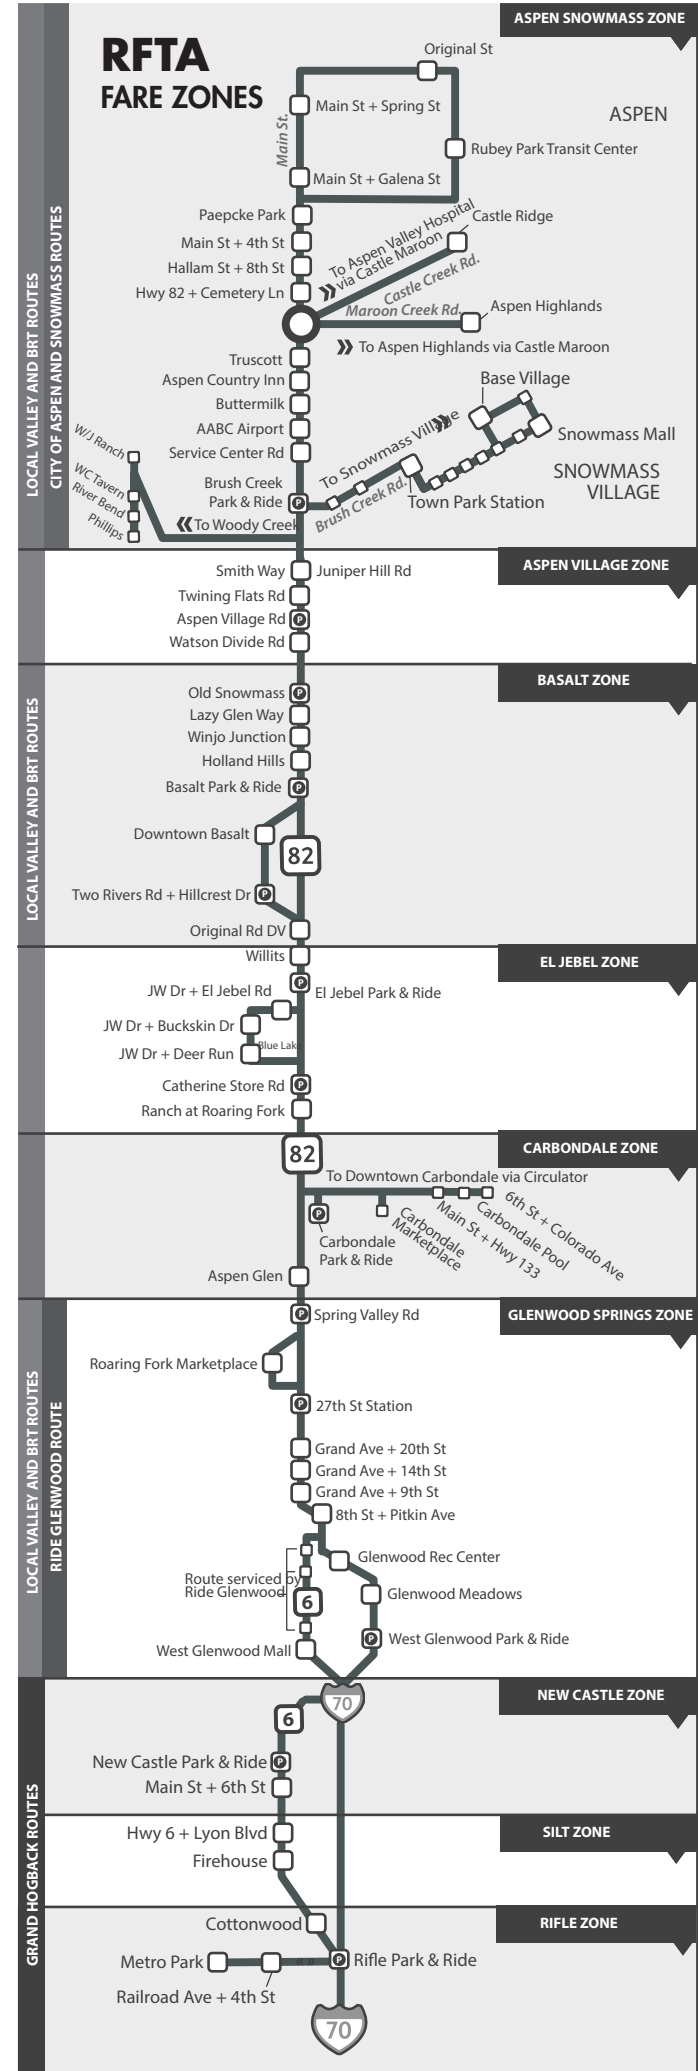 ASPEN SNOWMASS ZONE
RFTA
FARE ZONES
Original St
Main St.
Main St + Spring St
ASPEN
Rubey Park Transit Center
Main St + Galena St
Paepcke Park
To Aspen Valley Hospital
via Castle Maroon
Castle Ridge
Main St + 4th St
Hallam St + 8th St
Castle Creek Rd.
Hwy 82 + Cemetery Ln
Maroon Creek Rd.
Aspen Highlands
To Aspen Highlands via Castle Maroon
Truscott
Aspen Country Inn
Base Village
Buttermilk
AABC Airport
To Snowmass Village
Snowmass Mall
Service Center Rd
SNOWMASS
VILLAGE
W/J Ranch
WC Tavern
River Bend
Phillips
Brush Creek
Park & Ride
P
Brush Creek Rd.
Town Park Station
To Woody Creek
LOCAL VALLEY AND BRT ROUTES
CITY OF ASPEN AND SNOWMASS ROUTES
ASPEN VILLAGE ZONE
Smith Way
Juniper Hill Rd
Twining Flats Rd
Aspen Village Rd
P
Watson Divide Rd
BASALT ZONE
Old Snowmass
P
Lazy Glen Way
Winjo Junction
Holland Hills
Basalt Park & Ride
P
Downtown Basalt
82
Two Rivers Rd + Hillcrest Dr
P
Original Rd DV
LOCAL VALLEY AND BRT ROUTES
EL JEBEL ZONE
Willits
P
El Jebel Park & Ride
JW Dr + El Jebel Rd
JW Dr + Buckskin Dr
Blue Lake
JW Dr + Deer Run
Catherine Store Rd
P
Ranch at Roaring Fork
CARBONDALE ZONE
82
To Downtown Carbondale via Circulator
P
Carbondale
Park & Ride
Carbondale
Marketplace
Main St + Hwy 133
Carbondale Pool
6th St + Colorado Ave
Aspen Glen
GLENWOOD SPRINGS ZONE
P
Spring Valley Rd
Roaring Fork Marketplace
P
27th St Station
Grand Ave + 20th St
Grand Ave + 14th St
Grand Ave + 9th St
8th St + Pitkin Ave
Glenwood Rec Center
Route serviced by
Ride Glenwood
6
Glenwood Meadows
P
West Glenwood Park & Ride
West Glenwood Mall
LOCAL VALLEY AND BRT ROUTES
RIDE GLENWOOD ROUTE
NEW CASTLE ZONE
70
6
New Castle Park & Ride
P
Main St + 6th St
SILT ZONE
Hwy 6 + Lyon Blvd
Firehouse
RIFLE ZONE
Cottonwood
Metro Park
P
Rifle Park & Ride
Railroad Ave + 4th St
70
GRAND HOGBACK ROUTES